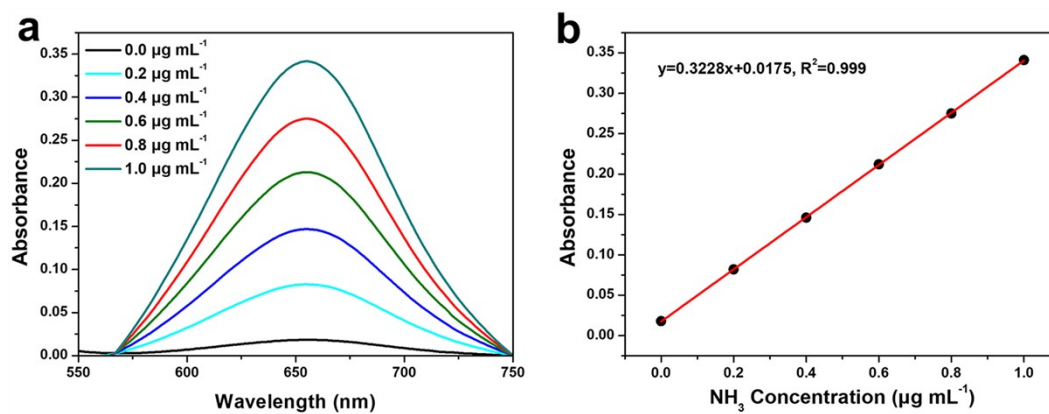 a
0.35
0.30
0.25
0.20
0.15
0.10
0.05
0.00
Absorbance
0.0 µg mL⁻¹
0.2 µg mL⁻¹
0.4 µg mL⁻¹
0.6 µg mL⁻¹
0.8 µg mL⁻¹
1.0 µg mL⁻¹
550 600 650 700 750
Wavelength (nm)
b
y=0.3228x+0.0175, R²=0.999
0.35
0.30
0.25
0.20
0.15
0.10
0.05
0.00
Absorbance
0.0 0.2 0.4 0.6 0.8 1.0
NH₃ Concentration (µg mL⁻¹)